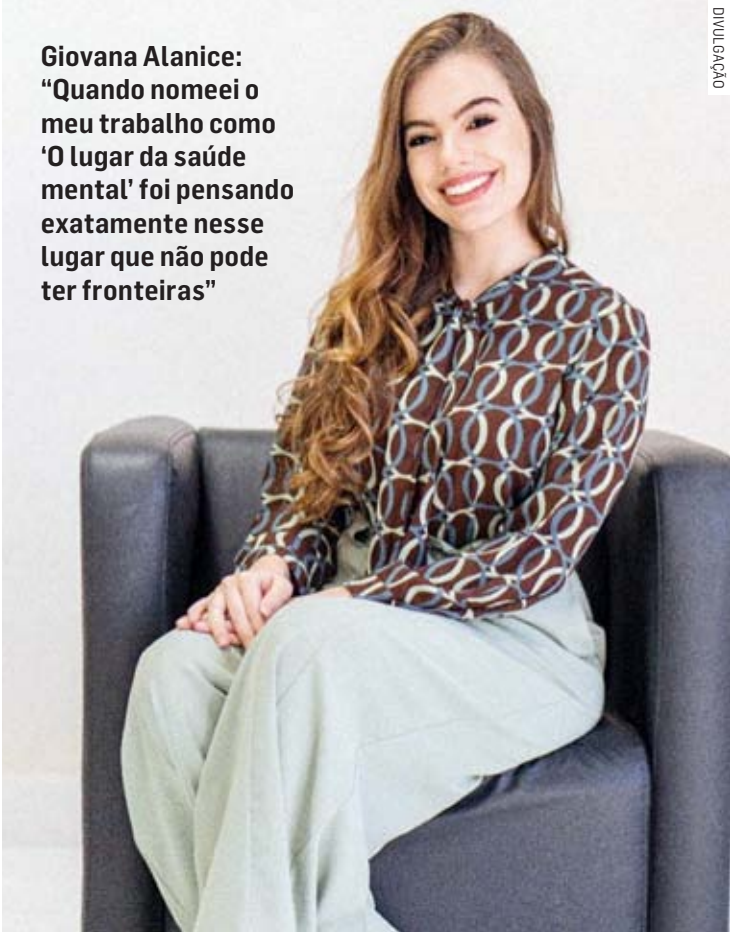 Giovana Alanice:
“Quando nomeei o
meu trabalho como
‘O lugar da saúde
mental’ foi pensando
exatamente nesse
lugar que não pode
ter fronteiras”
DIVULGAÇÃO